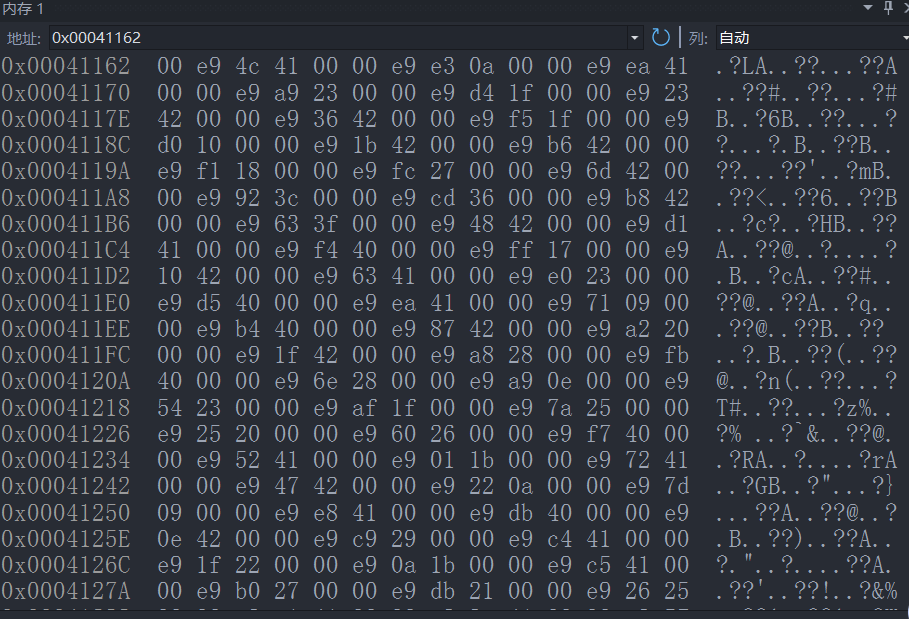 内存 1
地址: 0x00041162 列: 自动
0x00041162 00 e9 4c 41 00 00 e9 e3 0a 00 00 e9 ea 41 .?LA..??...??A
0x00041170 00 00 e9 a9 23 00 00 e9 d4 1f 00 00 e9 23 ..??#..??...?#
0x0004117E 42 00 00 e9 36 42 00 00 e9 f5 1f 00 00 e9 B..?6B..??...?
0x0004118C d0 10 00 00 e9 1b 42 00 00 e9 b6 42 00 00 ?...?.B..??B..
0x0004119A e9 f1 18 00 00 e9 fc 27 00 00 e9 6d 42 00 ??...??'..?mB.
0x000411A8 00 e9 92 3c 00 00 e9 cd 36 00 00 e9 b8 42 .??<..??6..??B
0x000411B6 00 00 e9 63 3f 00 00 e9 48 42 00 00 e9 d1 ..?c?..?HB..??
0x000411C4 41 00 00 e9 f4 40 00 00 e9 ff 17 00 00 e9 A..??@..?....?
0x000411D2 10 42 00 00 e9 63 41 00 00 e9 e0 23 00 00 .B..?cA..??#..
0x000411E0 e9 d5 40 00 00 e9 ea 41 00 00 e9 71 09 00 ??@..??A..?q..
0x000411EE 00 e9 b4 40 00 00 e9 87 42 00 00 e9 a2 20 .??@..??B..??
0x000411FC 00 00 e9 1f 42 00 00 e9 a8 28 00 00 e9 fb ..?.B..??(..??
0x0004120A 40 00 00 e9 6e 28 00 00 e9 a9 0e 00 00 e9 @..?n(..??...?
0x00041218 54 23 00 00 e9 af 1f 00 00 e9 7a 25 00 00 T#..??...?z%..
0x00041226 e9 25 20 00 00 e9 60 26 00 00 e9 f7 40 00 ?% ..?`&..??@.
0x00041234 00 e9 52 41 00 00 e9 01 1b 00 00 e9 72 41 .?RA..?....?rA
0x00041242 00 00 e9 47 42 00 00 e9 22 0a 00 00 e9 7d ..?GB..?"...?}
0x00041250 09 00 00 e9 e8 41 00 00 e9 db 40 00 00 e9 ...??A..??@..?
0x0004125E 0e 42 00 00 e9 c9 29 00 00 e9 c4 41 00 00 .B..??)..??A..
0x0004126C e9 1f 22 00 00 e9 0a 1b 00 00 e9 c5 41 00 ?."..?....??A.
0x0004127A 00 e9 b0 27 00 00 e9 db 21 00 00 e9 26 25 .??'..??!..?&%